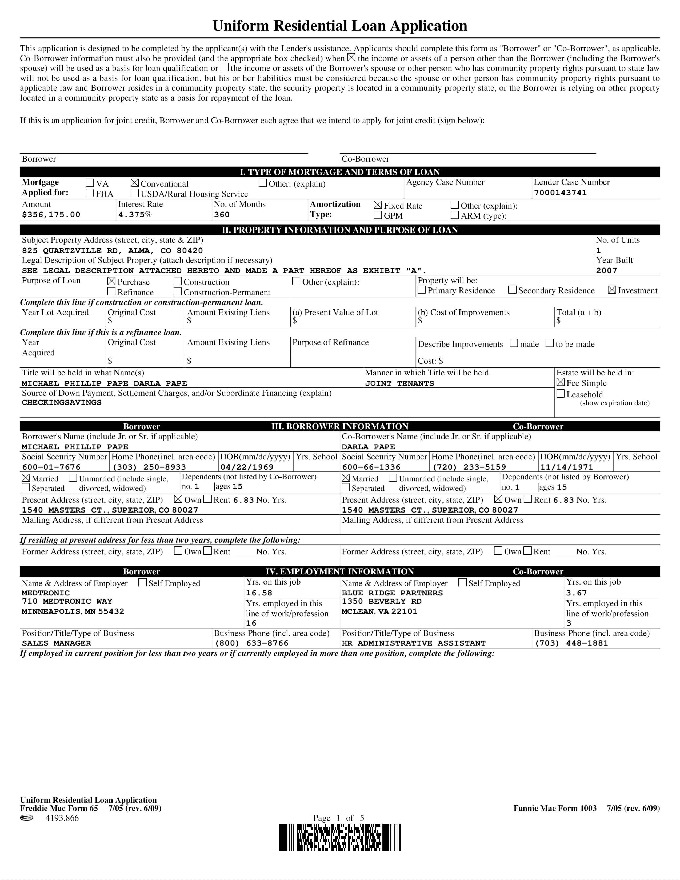 Uniform Residential Loan Application
This application is designed to be completed by the applicant(s) with the Lender's assistance. Applicants should complete this form as "Borrower" or "Co-Borrower", as applicable.
Co-Borrower information must also be provided (and the appropriate box checked) when ☒ the income or assets of a person other than the Borrower (including the Borrower's
spouse) will be used as a basis for loan qualification or ☐ the income or assets of the Borrower's spouse or other person who has community property rights pursuant to state law
will not be used as a basis for loan qualification, but his or her liabilities must be considered because the spouse or other person has community property rights pursuant to
applicable law and Borrower resides in a community property state, the security property is located in a community property state, or the Borrower is relying on other property
located in a community property state as a basis for repayment of the loan.
If this is an application for joint credit, Borrower and Co-Borrower each agree that we intend to apply for joint credit (sign below):
Borrower Co-Borrower
I. TYPE OF MORTGAGE AND TERMS OF LOAN
Mortgage ☐ VA ☒ Conventional ☐ Other: (explain) Agency Case Number Lender Case Number
Applied for: ☐ FHA ☐ USDA/Rural Housing Service 7000143741
Amount Interest Rate No. of Months Amortization ☒ Fixed Rate ☐ Other (explain):
$356,175.00 4.375% 360 Type: ☐ GPM ☐ ARM (type):
II. PROPERTY INFORMATION AND PURPOSE OF LOAN
Subject Property Address (street, city, state & ZIP) No. of Units
825 QUARTZVILLE RD, ALMA, CO 80420 1
Legal Description of Subject Property (attach description if necessary) Year Built
SEE LEGAL DESCRIPTION ATTACHED HERETO AND MADE A PART HEREOF AS EXHIBIT "A". 2007
Purpose of Loan ☒ Purchase ☐ Construction ☐ Other (explain): Property will be:
☐ Refinance ☐ Construction-Permanent ☐ Primary Residence ☐ Secondary Residence ☒ Investment
Complete this line if construction or construction-permanent loan.
Year Lot Acquired Original Cost Amount Existing Liens (a) Present Value of Lot (b) Cost of Improvements Total (a + b)
$ $ $ $ $
Complete this line if this is a refinance loan.
Year Original Cost Amount Existing Liens Purpose of Refinance Describe Improvements ☐ made ☐ to be made
Acquired
$ $ Cost: $
Title will be held in what Name(s) Manner in which Title will be held Estate will be held in:
MICHAEL PHILLIP PAPE DARLA PAPE JOINT TENANTS ☒ Fee Simple
Source of Down Payment, Settlement Charges, and/or Subordinate Financing (explain) ☐ Leasehold
CHECKINGSAVINGS (show expiration date)
Borrower III. BORROWER INFORMATION Co-Borrower
Borrower's Name (include Jr. or Sr. if applicable) Co-Borrower's Name (include Jr. or Sr. if applicable)
MICHAEL PHILLIP PAPE DARLA PAPE
Social Security Number Home Phone(incl. area code) DOB(mm/dd/yyyy) Yrs. School Social Security Number Home Phone(incl. area code) DOB(mm/dd/yyyy) Yrs. School
600-01-7676 (303) 250-8933 04/22/1969 600-66-1336 (720) 233-5159 11/14/1971
☒ Married ☐ Unmarried (include single, Dependents (not listed by Co-Borrower) ☒ Married ☐ Unmarried (include single, Dependents (not listed by Borrower)
☐ Separated divorced, widowed) no. 1 ages 15 ☐ Separated divorced, widowed) no. 1 ages 15
Present Address (street, city, state, ZIP) ☒ Own ☐ Rent 6.83 No. Yrs. Present Address (street, city, state, ZIP) ☒ Own ☐ Rent 6.83 No. Yrs.
1540 MASTERS CT., SUPERIOR, CO 80027 1540 MASTERS CT., SUPERIOR, CO 80027
Mailing Address, if different from Present Address Mailing Address, if different from Present Address
If residing at present address for less than two years, complete the following:
Former Address (street, city, state, ZIP) ☐ Own ☐ Rent No. Yrs. Former Address (street, city, state, ZIP) ☐ Own ☐ Rent No. Yrs.
Borrower IV. EMPLOYMENT INFORMATION Co-Borrower
Name & Address of Employer ☐ Self Employed Yrs. on this job Name & Address of Employer ☐ Self Employed Yrs. on this job
MEDTRONIC 16.58 BLUE RIDGE PARTNERS 3.67
710 MEDTRONIC WAY Yrs. employed in this 1350 BEVERLY RD Yrs. employed in this
MINNEAPOLIS, MN 55432 line of work/profession MCLEAN, VA 22101 line of work/profession
16 3
Position/Title/Type of Business Business Phone (incl. area code) Position/Title/Type of Business Business Phone (incl. area code)
SALES MANAGER (800) 633-8766 HR ADMINISTRATIVE ASSISTANT (703) 448-1881
If employed in current position for less than two years or if currently employed in more than one position, complete the following:
Uniform Residential Loan Application
Freddie Mac Form 65 7/05 (rev. 6/09) Fannie Mae Form 1003 7/05 (rev. 6/09)
4193.866 Page 1 of 5